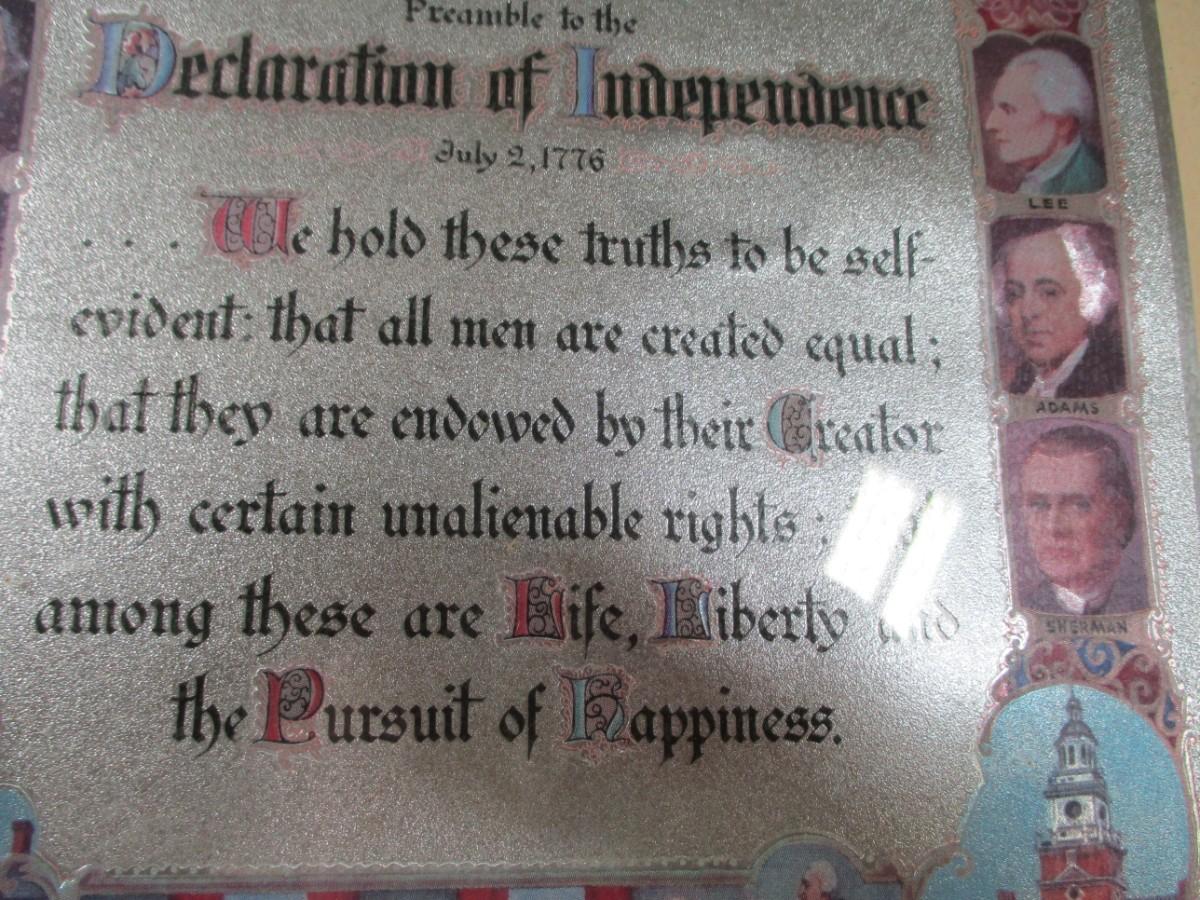 Preamble to the
Declaration of Independence
July 2, 1776
. . . We hold these truths to be self-
evident: that all men are created equal;
that they are endowed by their Creator
with certain unalienable rights;
among these are Life, Liberty and
the Pursuit of Happiness.
LEE
ADAMS
SHERMAN